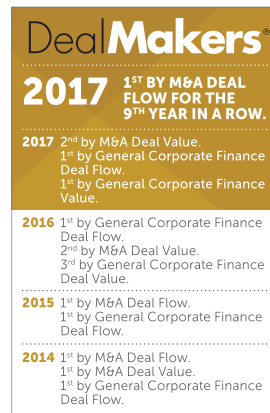 DealMakers®
2017 1ST BY M&A DEAL
FLOW FOR THE
9TH YEAR IN A ROW.
2017 2nd by M&A Deal Value.
1st by General Corporate Finance
Deal Flow.
1st by General Corporate Finance
Value.
2016 1st by General Corporate Finance
Deal Flow.
2nd by M&A Deal Value.
3rd by General Corporate Finance
Deal Value.
2015 1st by M&A Deal Flow.
1st by General Corporate Finance
Deal Flow.
2014 1st by M&A Deal Flow.
1st by M&A Deal Value.
1st by General Corporate Finance
Deal Flow.